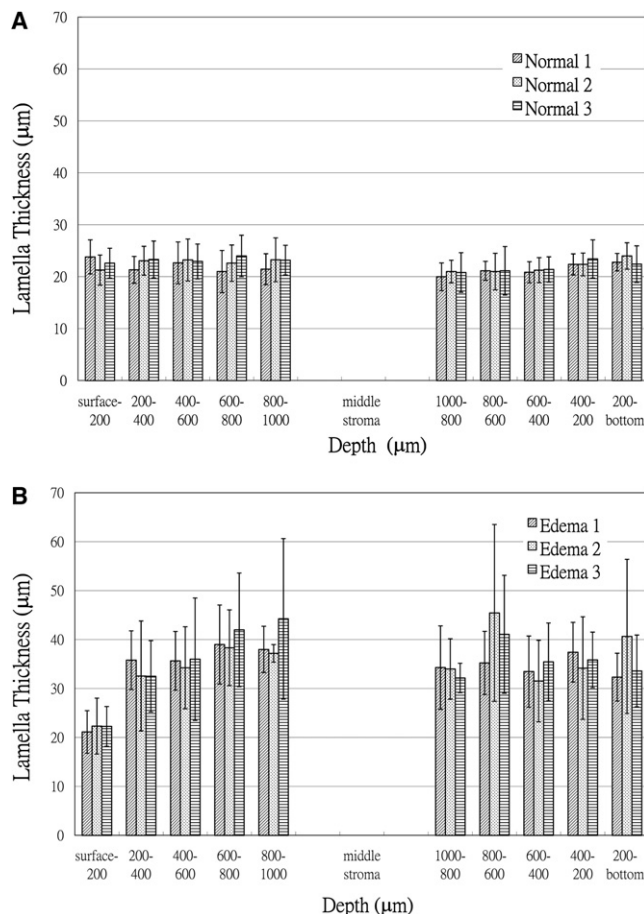 A
Lamella Thickness (μm)
70
60
50
40
30
20
10
0
Normal 1
Normal 2
Normal 3
surface- 200- 400- 600- 800- middle 1000- 800- 600- 400- 200-
200 400 600 800 1000 stroma 800 600 400 200 bottom
Depth (μm)
B
Lamella Thickness (μm)
70
60
50
40
30
20
10
0
Edema 1
Edema 2
Edema 3
surface- 200- 400- 600- 800- middle 1000- 800- 600- 400- 200-
200 400 600 800 1000 stroma 800 600 400 200 bottom
Depth (μm)